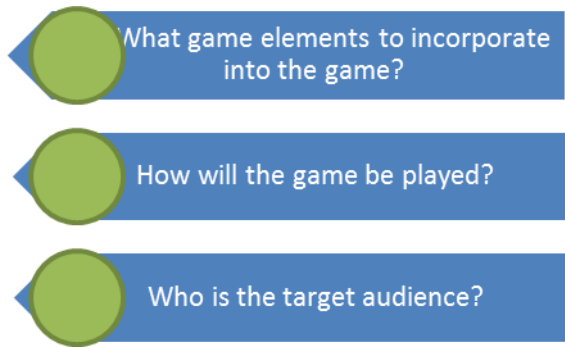 What game elements to incorporate
into the game?
How will the game be played?
Who is the target audience?